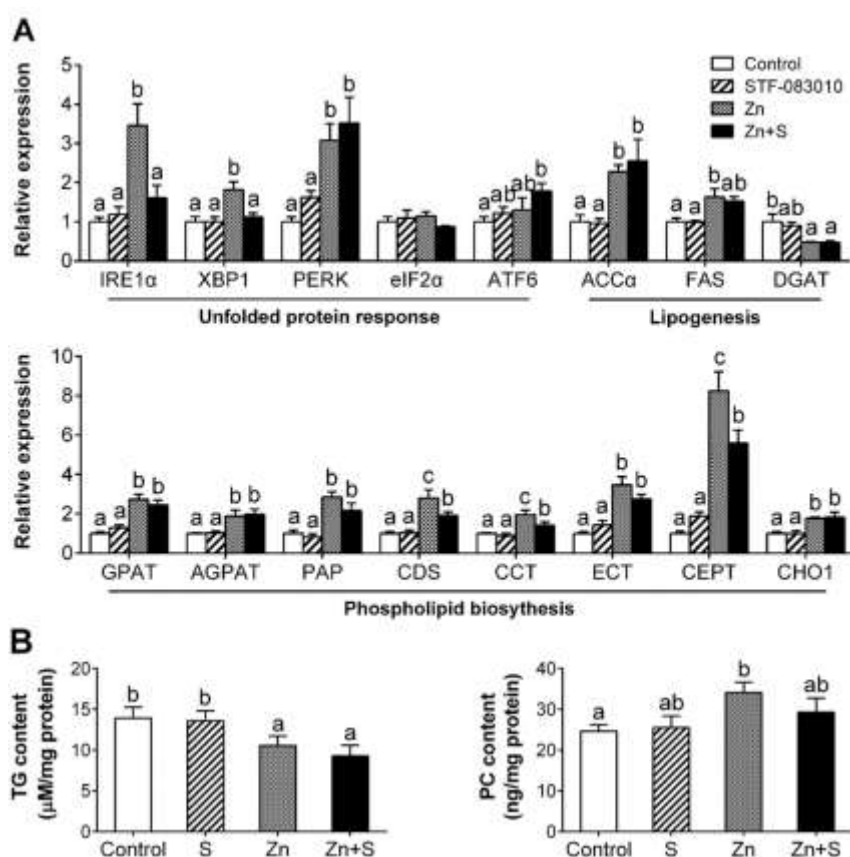 A
Relative expression
5
4
3
2
1
0
b a b b b b b b
a a b a a a ab ab a a b ab b ab
a a a a a a a a a
Control
STF-083010
Zn
Zn+S
IRE1α XBP1 PERK eIF2α ATF6 ACCα FAS DGAT
Unfolded protein response Lipogenesis
Relative expression
10
8
6
4
2
0
a a b b a a b b a a b b a a c b a a c b a a b b a a c b a a b b
GPAT AGPAT PAP CDS CCT ECT CEPT CHO1
Phospholipid biosythesis
B
TG content
(μM/mg protein)
20
15
10
5
0
b b a a
Control S Zn Zn+S
PC content
(ng/mg protein)
40
30
20
10
0
a ab b ab
Control S Zn Zn+S